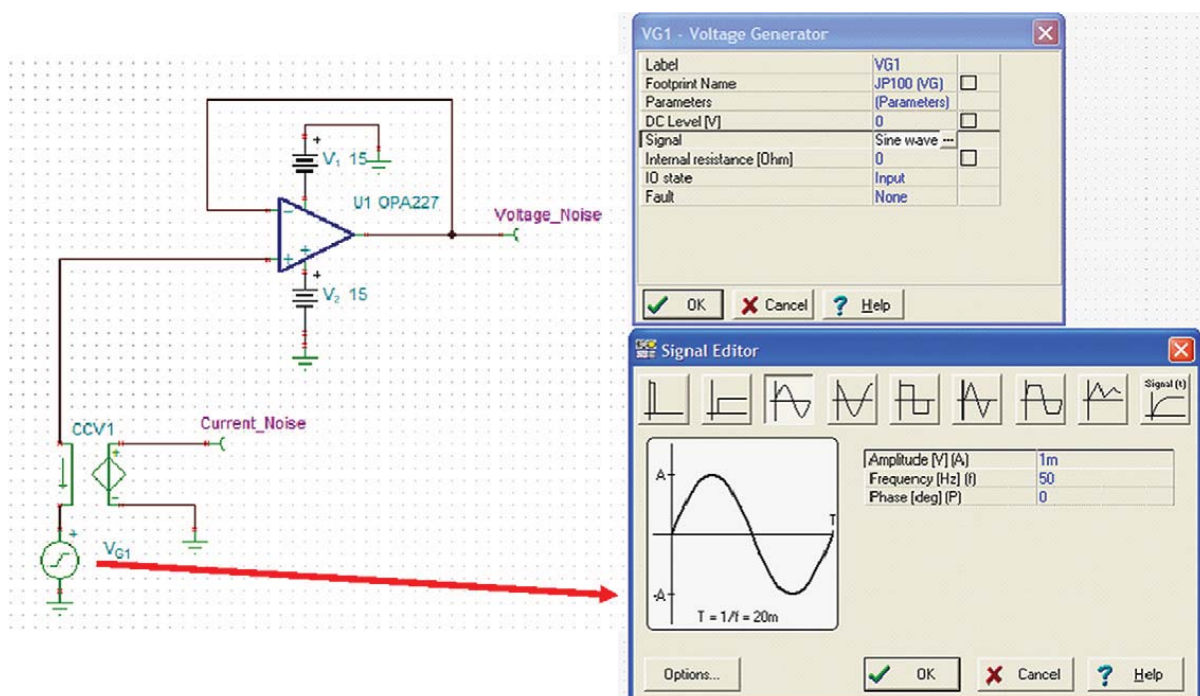 V1 15
U1 OPA227
Voltage_Noise
V2 15
CCV1
Current_Noise
VG1
VG1 - Voltage Generator
Label VG1
Footprint Name JP100 (VG)
Parameters (Parameters)
DC Level [V] 0
Signal Sine wave ...
Internal resistance [Ohm] 0
IO state Input
Fault None
OK Cancel ? Help
Signal Editor
Signal (t)
A
T
-A
T = 1/f = 20m
Amplitude [V] (A) 1m
Frequency [Hz] (f) 50
Phase [deg] (P) 0
Options... OK Cancel ? Help